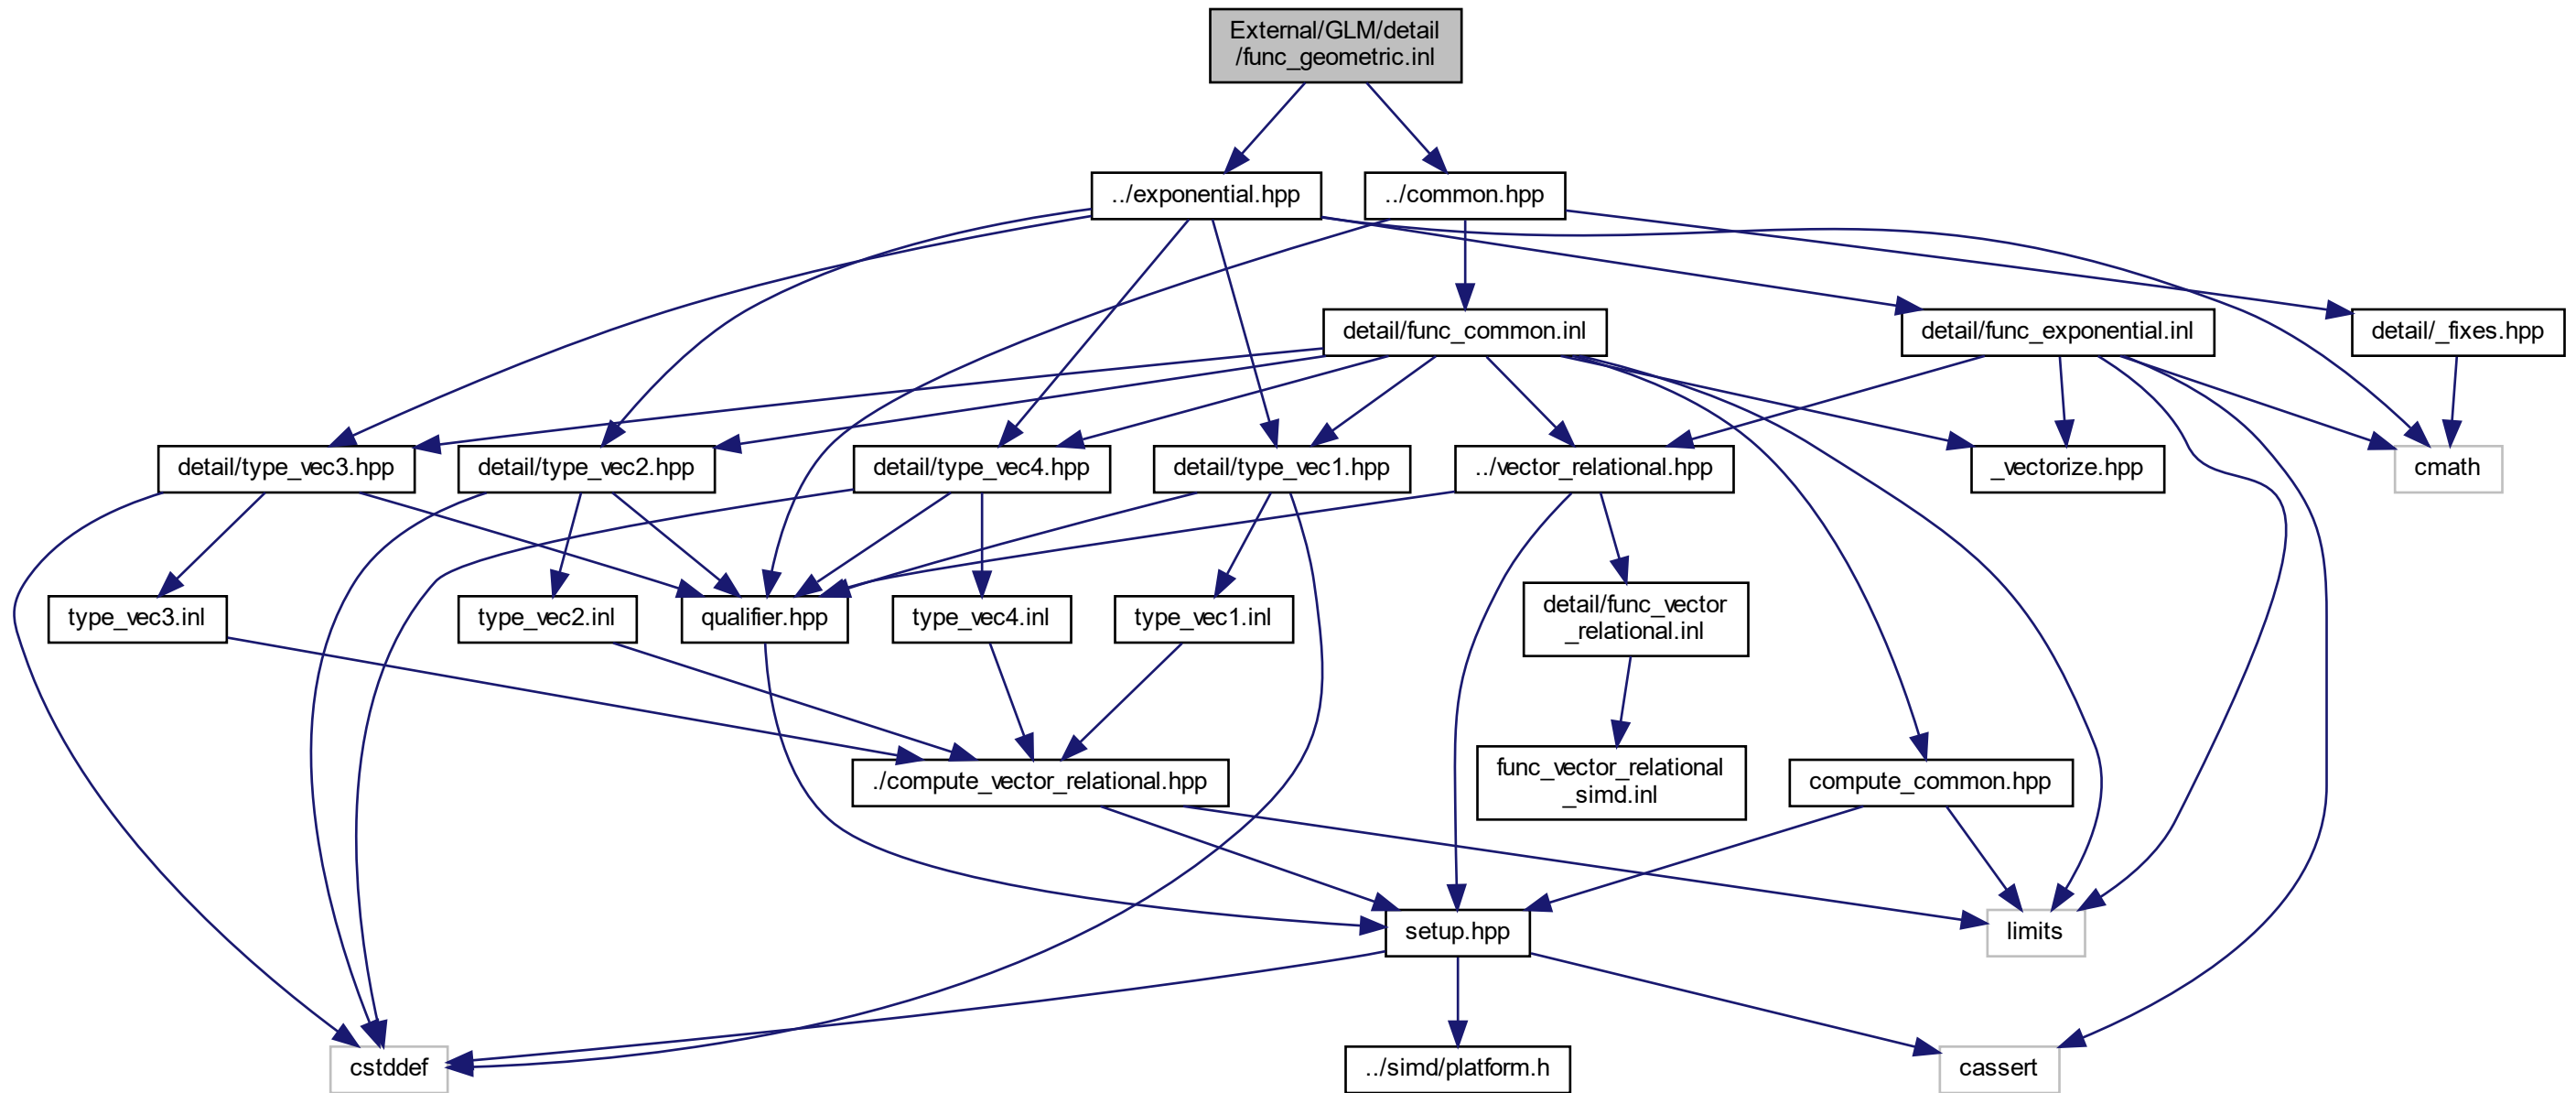 External/GLM/detail
/func_geometric.inl
../exponential.hpp
../common.hpp
detail/func_common.inl
detail/func_exponential.inl
detail/_fixes.hpp
detail/type_vec3.hpp
detail/type_vec2.hpp
detail/type_vec4.hpp
detail/type_vec1.hpp
../vector_relational.hpp
_vectorize.hpp
cmath
type_vec3.inl
type_vec2.inl
qualifier.hpp
type_vec4.inl
type_vec1.inl
detail/func_vector
_relational.inl
./compute_vector_relational.hpp
func_vector_relational
_simd.inl
compute_common.hpp
setup.hpp
limits
cstddef
../simd/platform.h
cassert